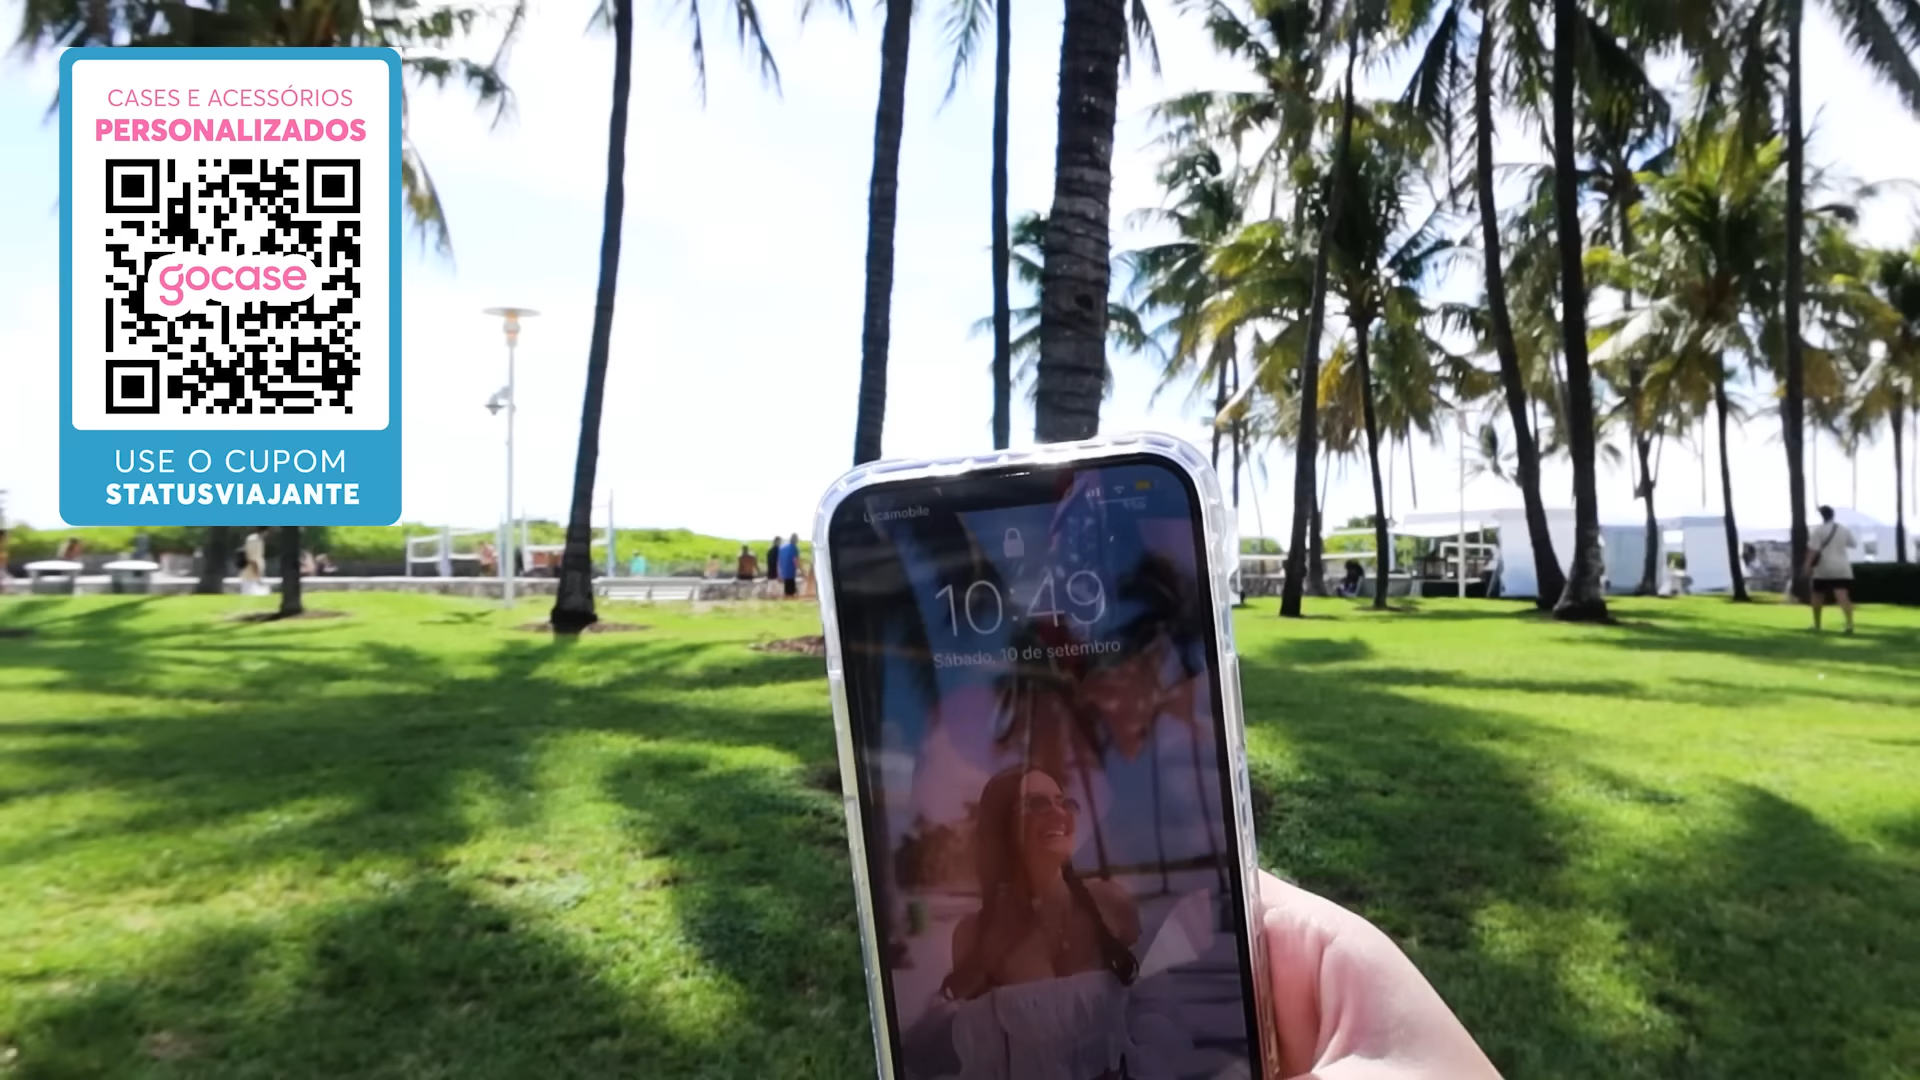 CASES E ACESSÓRIOS
PERSONALIZADOS
gocase
USE O CUPOM
STATUSVIAJANTE
Lycamobile
10:49
Sábado, 10 de setembro